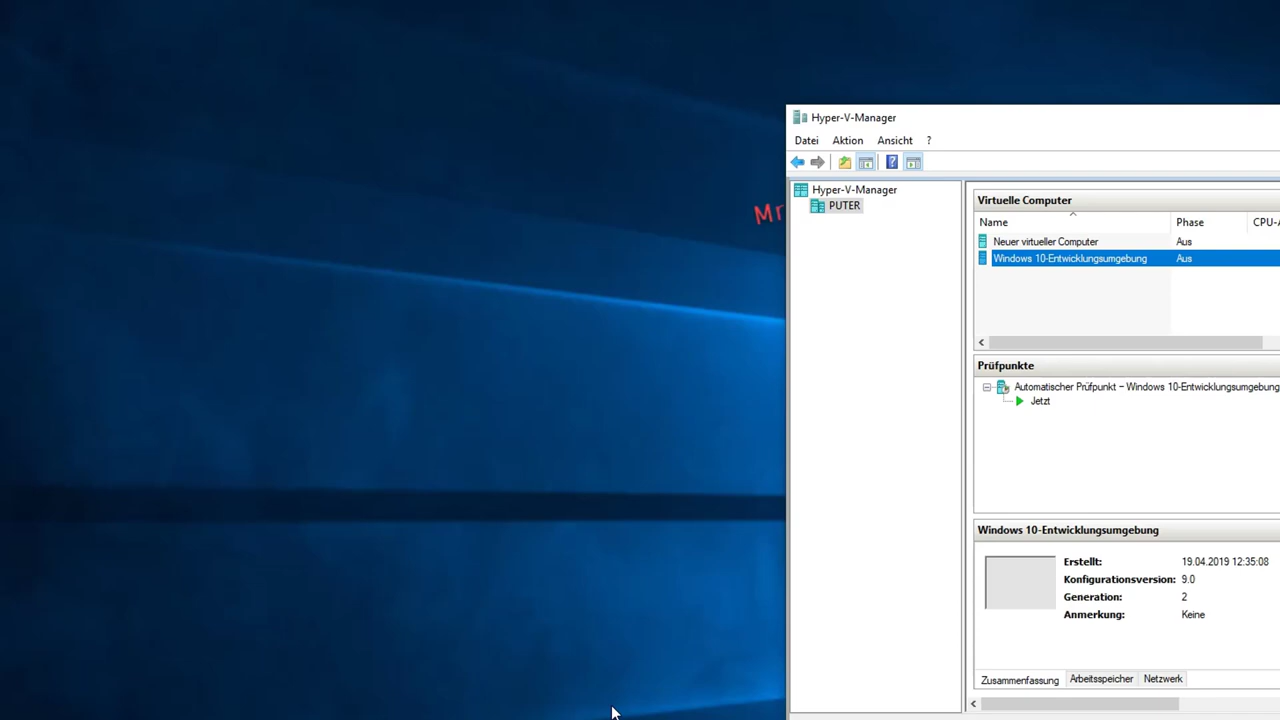 Hyper-V-Manager
Datei Aktion Ansicht ?
Hyper-V-Manager
PUTER
Mr
Virtuelle Computer
Name Phase CPU-A
Neuer virtueller Computer Aus
Windows 10-Entwicklungsumgebung Aus
Prüfpunkte
Automatischer Prüfpunkt – Windows 10-Entwicklungsumgebung
Jetzt
Windows 10-Entwicklungsumgebung
Erstellt: 19.04.2019 12:35:08
Konfigurationsversion: 9.0
Generation: 2
Anmerkung: Keine
Zusammenfassung Arbeitsspeicher Netzwerk